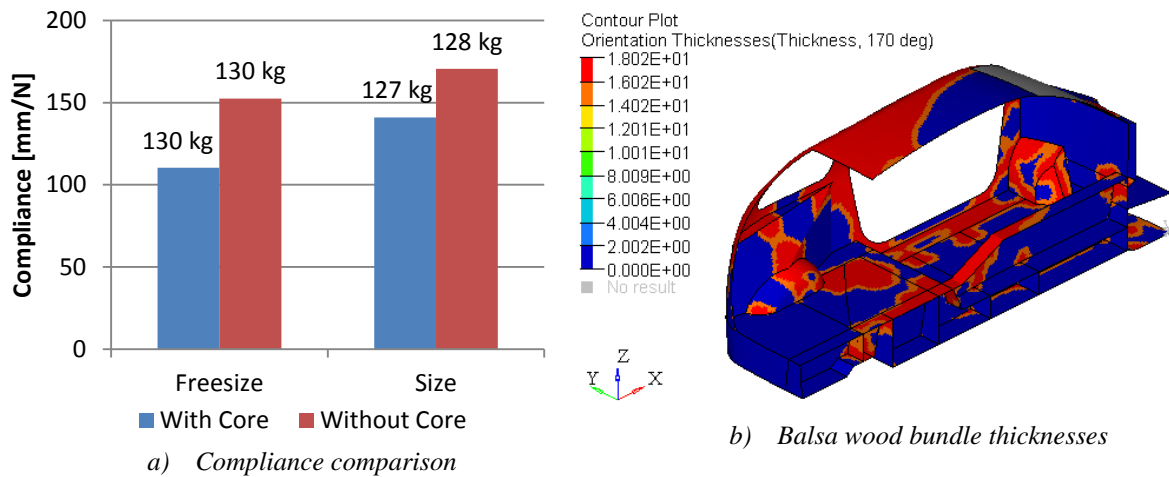 200
150
100
50
0
Compliance [mm/N]
130 kg
130 kg
127 kg
128 kg
Freesize
Size
With Core
Without Core
a) Compliance comparison
Contour Plot
Orientation Thicknesses(Thickness, 170 deg)
1.802E+01
1.602E+01
1.402E+01
1.201E+01
1.001E+01
8.009E+00
6.006E+00
4.004E+00
2.002E+00
0.000E+00
No result
Z
Y
X
b) Balsa wood bundle thicknesses